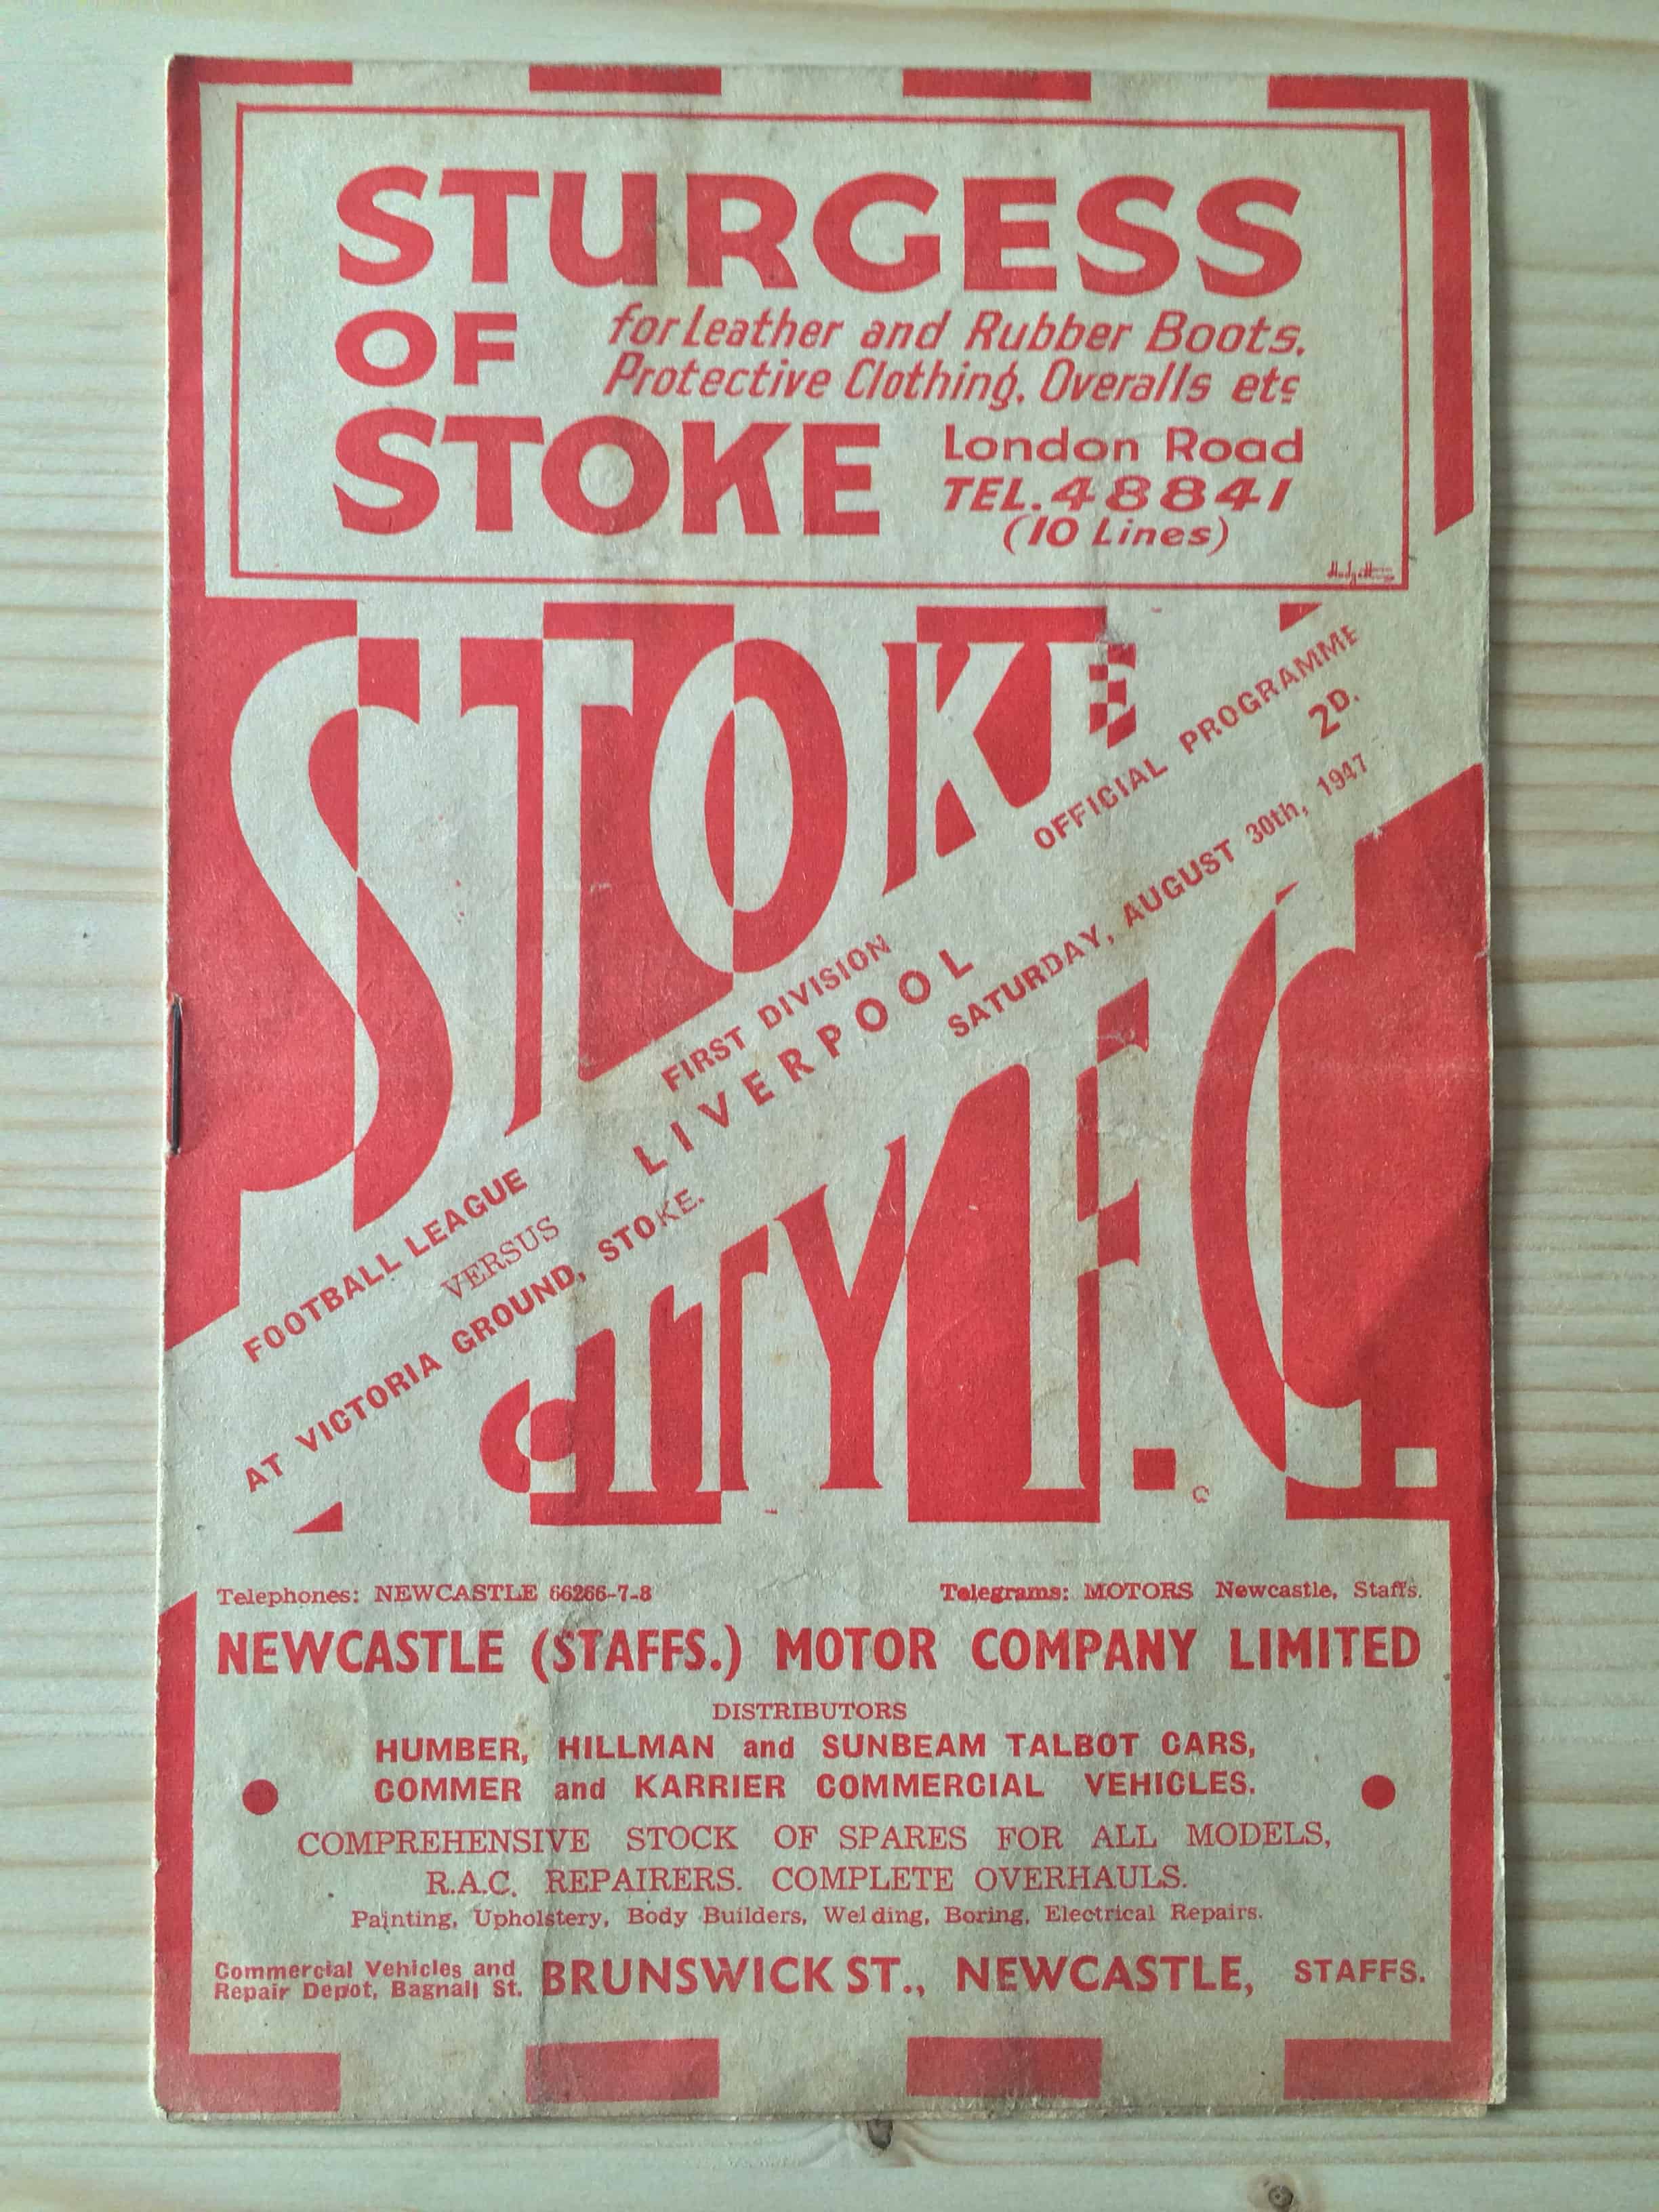 STURGESS
OF
for Leather and Rubber Boots,
Protective Clothing, Overalls etc
STOKE
London Road
TEL. 48841
(10 Lines)
STOKE
OFFICIAL PROGRAMME
2D.
FOOTBALL LEAGUE FIRST DIVISION
VERSUS LIVERPOOL
AT VICTORIA GROUND, STOKE. SATURDAY, AUGUST 30th, 1947
CITY F.C.
Telephones: NEWCASTLE 66266-7-8 Telegrams: MOTORS Newcastle, Staffs.
NEWCASTLE (STAFFS.) MOTOR COMPANY LIMITED
DISTRIBUTORS
HUMBER, HILLMAN and SUNBEAM TALBOT CARS,
COMMER and KARRIER COMMERCIAL VEHICLES.
COMPREHENSIVE STOCK OF SPARES FOR ALL MODELS,
R.A.C. REPAIRERS. COMPLETE OVERHAULS.
Painting, Upholstery, Body Builders, Welding, Boring, Electrical Repairs.
Commercial Vehicles and
Repair Depot, Bagnall St.
BRUNSWICK ST., NEWCASTLE, STAFFS.